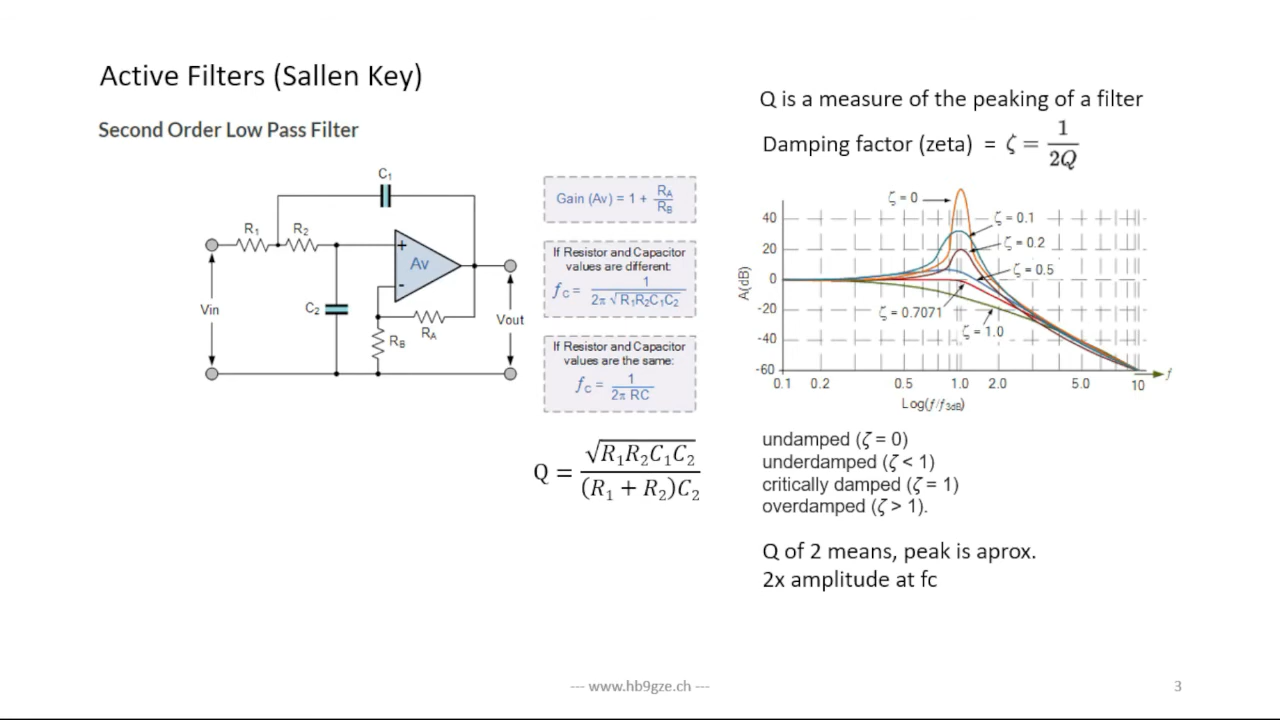 Active Filters (Sallen Key)
Second Order Low Pass Filter
C₁
R₁
R₂
+
Av
-
C₂
Vin
Vout
R_A
R_B
Gain (Av) = 1 + R_A/R_B
If Resistor and Capacitor
values are different:
fc = 1/(2π √R₁R₂C₁C₂)
If Resistor and Capacitor
values are the same:
fc = 1/(2π RC)
Q = √(R₁R₂C₁C₂)/((R₁ + R₂)C₂)
Q is a measure of the peaking of a filter
Damping factor (zeta) = ζ = 1/(2Q)
A(dB)
40
20
0
-20
-40
-60
ζ = 0
ζ = 0.1
ζ = 0.2
ζ = 0.5
ζ = 0.7071
ζ = 1.0
0.1 0.2 0.5 1.0 2.0 5.0 10
f
Log(f/f3dB)
undamped (ζ = 0)
underdamped (ζ < 1)
critically damped (ζ = 1)
overdamped (ζ > 1).
Q of 2 means, peak is aprox.
2x amplitude at fc
--- www.hb9gze.ch ---
3